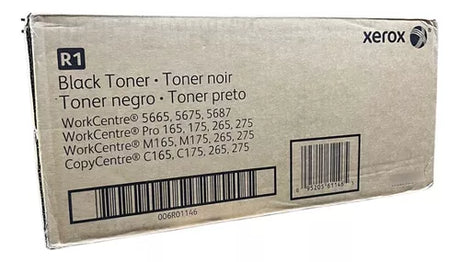 R1
xerox
Black Toner • Toner noir
Toner negro • Toner preto
WorkCentre® 5665, 5675, 5687
WorkCentre® Pro 165, 175, 265, 275
WorkCentre® M165, M175, 265, 275
CopyCentre® C165, C175, 265, 275
006R01146